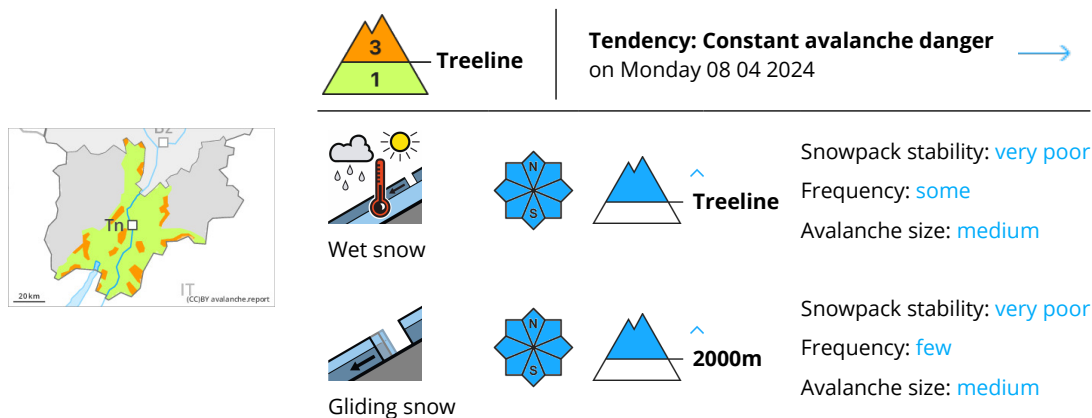 3
1
Treeline
Tendency: Constant avalanche danger
on Monday 08 04 2024
BZ
Tn
IT
20 km
(CC)BY avalanche.report
N
S
Treeline
Wet snow
Snowpack stability: very poor
Frequency: some
Avalanche size: medium
N
S
2000m
Gliding snow
Snowpack stability: very poor
Frequency: few
Avalanche size: medium